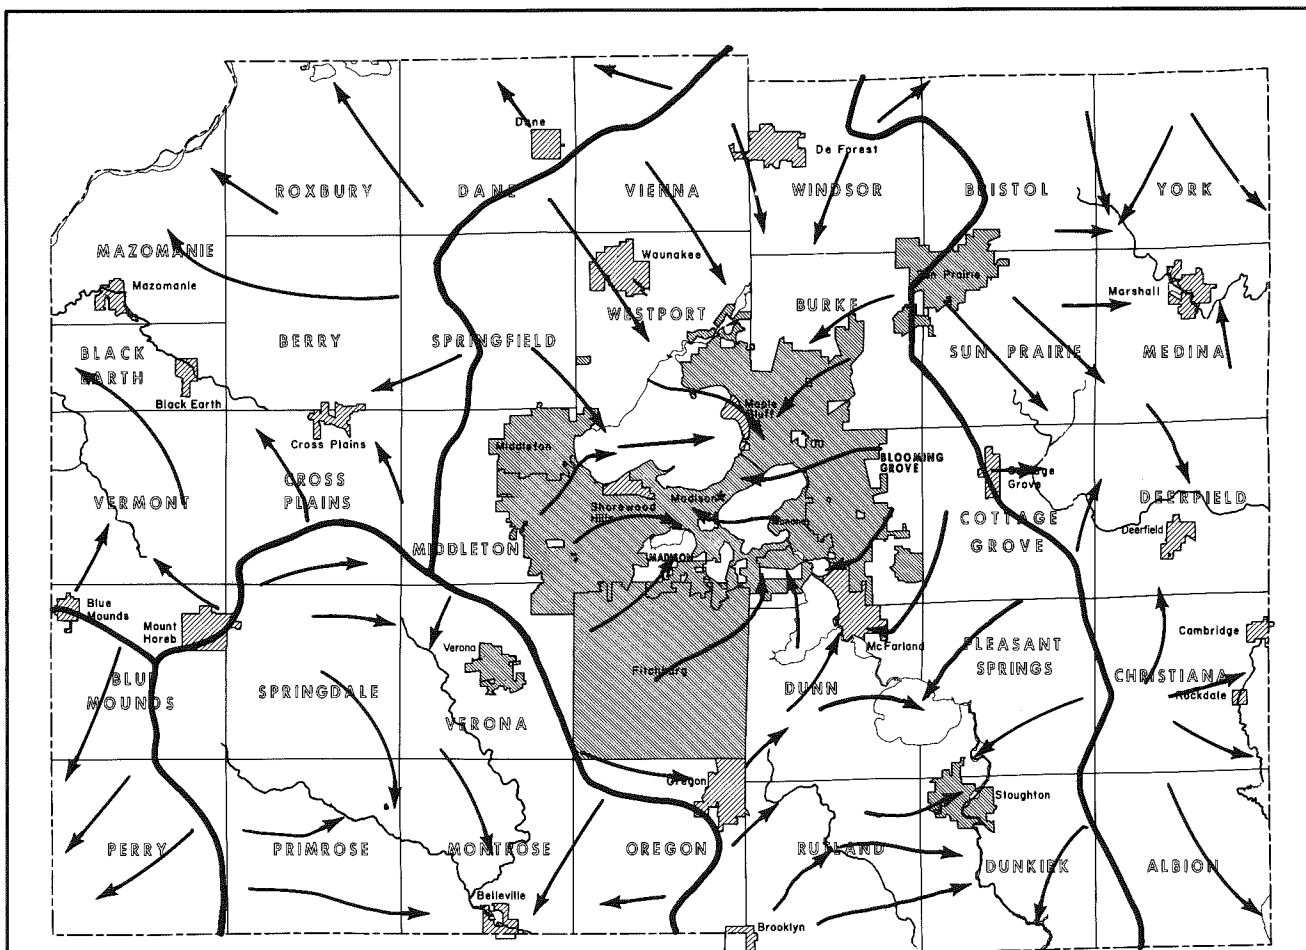 Dane
De Forest
ROXBURY
DANE
VIENNA
WINDSOR
BRISTOL
YORK
MAZOMANIE
Waunakee
Sun Prairie
Mazomanie
Marshall
WESTPORT
BURKE
BERRY
SPRINGFIELD
BLACK
EARTH
SUN PRAIRIE
MEDINA
Black Earth
Maple
Bluff
Cross Plains
Middleton
BLOOMING
GROVE
Cottage
Grove
CROSS
PLAINS
VERMONT
Shorewood
Hills
Madison
Monona
DEERFIELD
Deerfield
COTTAGE
GROVE
MIDDLETON
MADISON
Blue
Mounds
Mount
Horeb
Verona
McFarland
Cambridge
PLEASANT
SPRINGS
BLUE
MOUNDS
SPRINGDALE
Fitchburg
DUNN
CHRISTIANA
Rockdale
VERONA
Oregon
Stoughton
PERRY
PRIMROSE
MONTROSE
OREGON
RUTLAND
DUNKIRK
ALBION
Belleville
Brooklyn